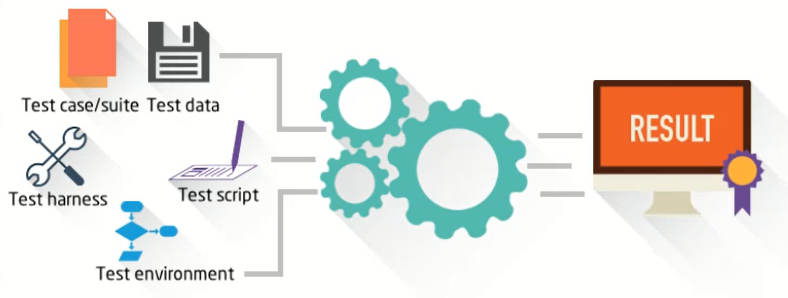 Test case/suite
Test data
Test harness
Test script
Test environment
RESULT